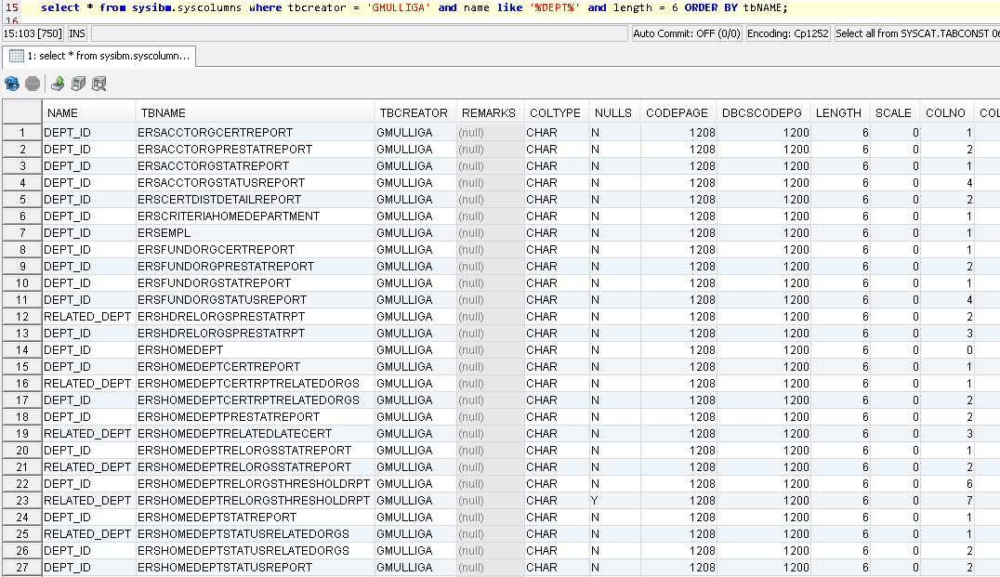 15 select * from sysibm.syscolumns where tbcreator = 'GMULLIGA' and name like '%DEPT%' and length = 6 ORDER BY tbNAME;
16
15:103 [750] INS Auto Commit: OFF (0/0) Encoding: Cp1252 Select all from SYSCAT.TABCONST 06
1: select * from sysibm.syscolumn...
NAME TBNAME TBCREATOR REMARKS COLTYPE NULLS CODEPAGE DBCSCODEPG LENGTH SCALE COLNO COL
1 DEPT_ID ERSACCTORGCERTREPORT GMULLIGA (null) CHAR N 1208 1200 6 0 1
2 DEPT_ID ERSACCTORGPRESTATREPORT GMULLIGA (null) CHAR N 1208 1200 6 0 2
3 DEPT_ID ERSACCTORGSTATREPORT GMULLIGA (null) CHAR N 1208 1200 6 0 1
4 DEPT_ID ERSACCTORGSTATUSREPORT GMULLIGA (null) CHAR N 1208 1200 6 0 4
5 DEPT_ID ERSCERTDISTDETAILREPORT GMULLIGA (null) CHAR N 1208 1200 6 0 2
6 DEPT_ID ERSCRITERIAHOMEDEPARTMENT GMULLIGA (null) CHAR N 1208 1200 6 0 1
7 DEPT_ID ERSEMPL GMULLIGA (null) CHAR N 1208 1200 6 0 1
8 DEPT_ID ERSFUNDORGCERTREPORT GMULLIGA (null) CHAR N 1208 1200 6 0 1
9 DEPT_ID ERSFUNDORGPRESTATREPORT GMULLIGA (null) CHAR N 1208 1200 6 0 2
10 DEPT_ID ERSFUNDORGSTATREPORT GMULLIGA (null) CHAR N 1208 1200 6 0 1
11 DEPT_ID ERSFUNDORGSTATUSREPORT GMULLIGA (null) CHAR N 1208 1200 6 0 4
12 RELATED_DEPT ERSHDRELORGSPRESTATRPT GMULLIGA (null) CHAR N 1208 1200 6 0 2
13 DEPT_ID ERSHDRELORGSPRESTATRPT GMULLIGA (null) CHAR N 1208 1200 6 0 3
14 DEPT_ID ERSHOMEDEPT GMULLIGA (null) CHAR N 1208 1200 6 0 0
15 DEPT_ID ERSHOMEDEPTCERTREPORT GMULLIGA (null) CHAR N 1208 1200 6 0 1
16 RELATED_DEPT ERSHOMEDEPTCERTRPTRELATEDORGS GMULLIGA (null) CHAR N 1208 1200 6 0 1
17 DEPT_ID ERSHOMEDEPTCERTRPTRELATEDORGS GMULLIGA (null) CHAR N 1208 1200 6 0 2
18 DEPT_ID ERSHOMEDEPTPRESTATREPORT GMULLIGA (null) CHAR N 1208 1200 6 0 2
19 RELATED_DEPT ERSHOMEDEPTRELATEDLATECERT GMULLIGA (null) CHAR N 1208 1200 6 0 3
20 DEPT_ID ERSHOMEDEPTRELORGSSTATREPORT GMULLIGA (null) CHAR N 1208 1200 6 0 1
21 RELATED_DEPT ERSHOMEDEPTRELORGSSTATREPORT GMULLIGA (null) CHAR N 1208 1200 6 0 2
22 DEPT_ID ERSHOMEDEPTRELORGSTHRESHOLDRPT GMULLIGA (null) CHAR N 1208 1200 6 0 6
23 RELATED_DEPT ERSHOMEDEPTRELORGSTHRESHOLDRPT GMULLIGA (null) CHAR Y 1208 1200 6 0 7
24 DEPT_ID ERSHOMEDEPTSTATREPORT GMULLIGA (null) CHAR N 1208 1200 6 0 1
25 RELATED_DEPT ERSHOMEDEPTSTATUSRELATEDORGS GMULLIGA (null) CHAR N 1208 1200 6 0 1
26 DEPT_ID ERSHOMEDEPTSTATUSRELATEDORGS GMULLIGA (null) CHAR N 1208 1200 6 0 2
27 DEPT_ID ERSHOMEDEPTSTATUSREPORT GMULLIGA (null) CHAR N 1208 1200 6 0 2